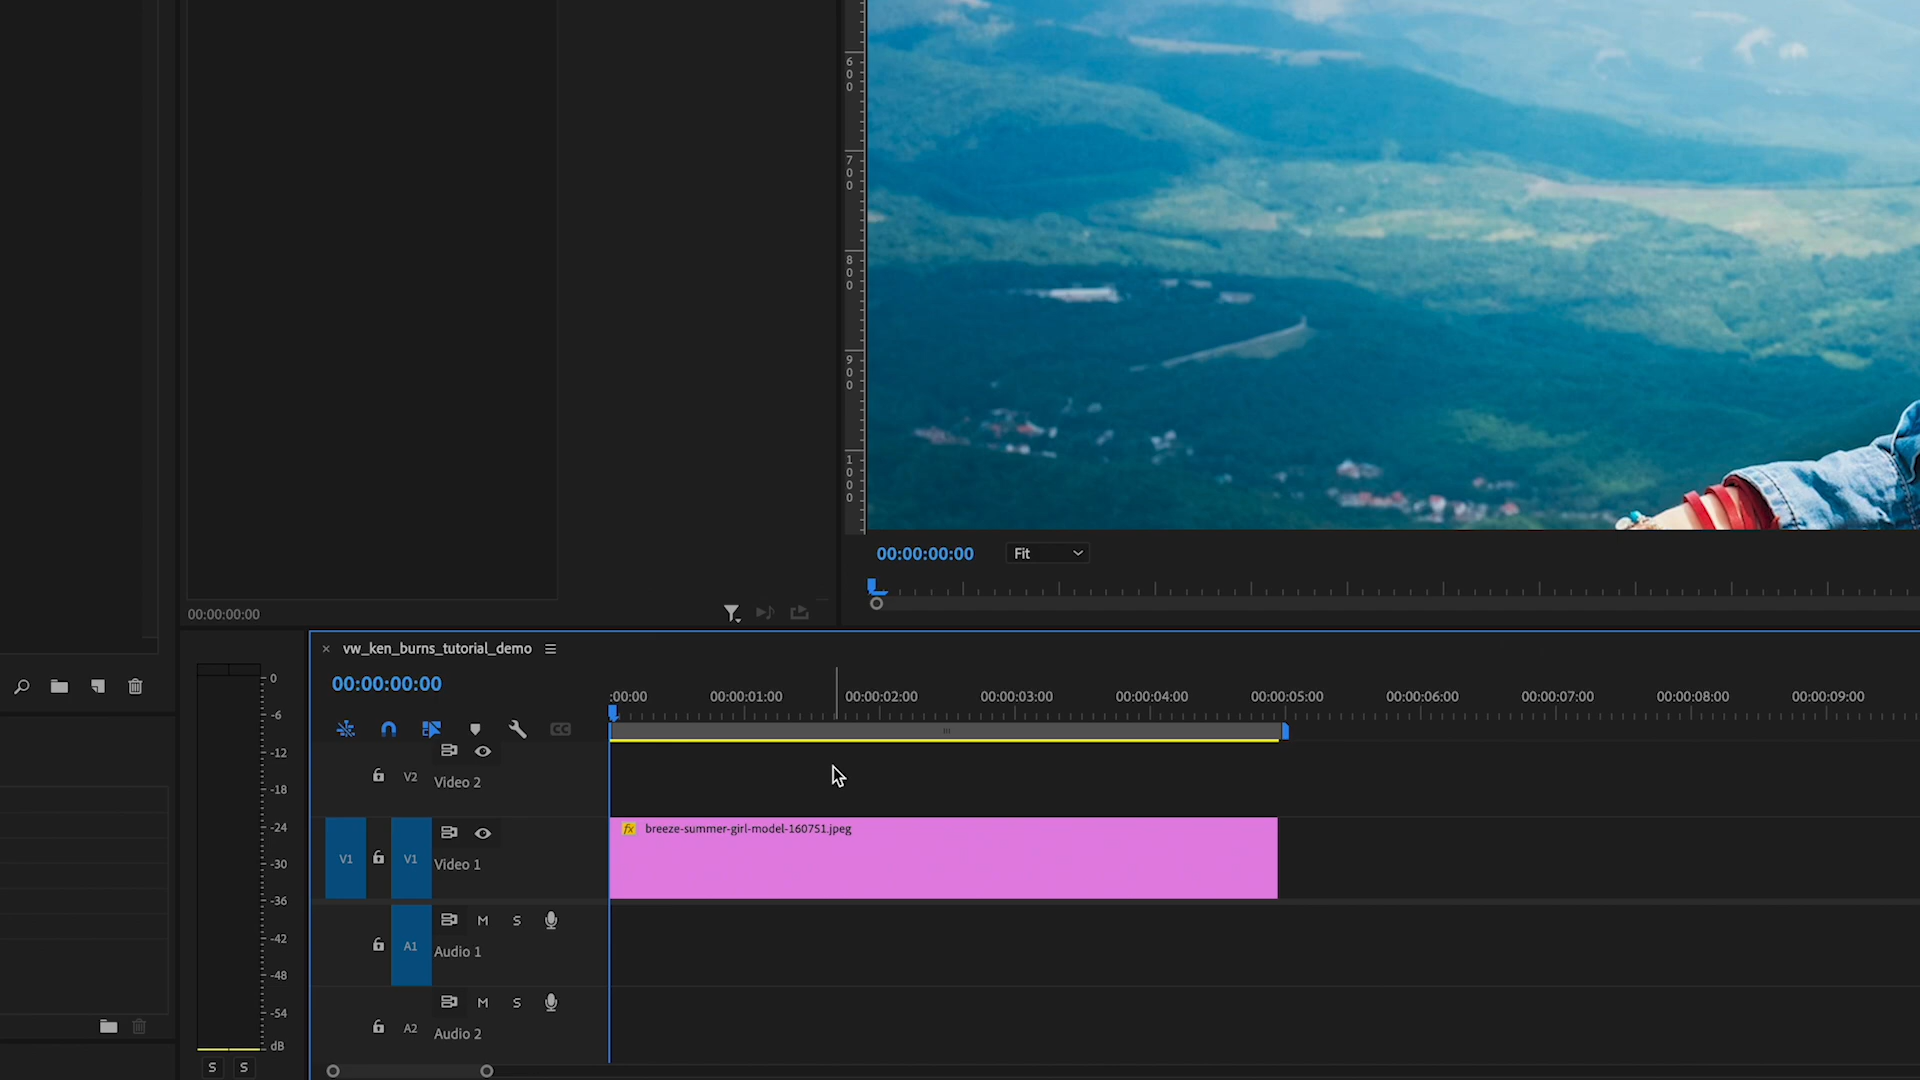 600
700
800
900
1000
00:00:00:00
Fit
00:00:00:00
vw_ken_burns_tutorial_demo
00:00:00:00
:00:00
00:00:01:00
00:00:02:00
00:00:03:00
00:00:04:00
00:00:05:00
00:00:06:00
00:00:07:00
00:00:08:00
00:00:09:00
CC
V2
Video 2
V1
V1
Video 1
fx breeze-summer-girl-model-160751.jpeg
A1
M
S
Audio 1
A2
M
S
Audio 2
0
-6
-12
-18
-24
-30
-36
-42
-48
-54
dB
S
S